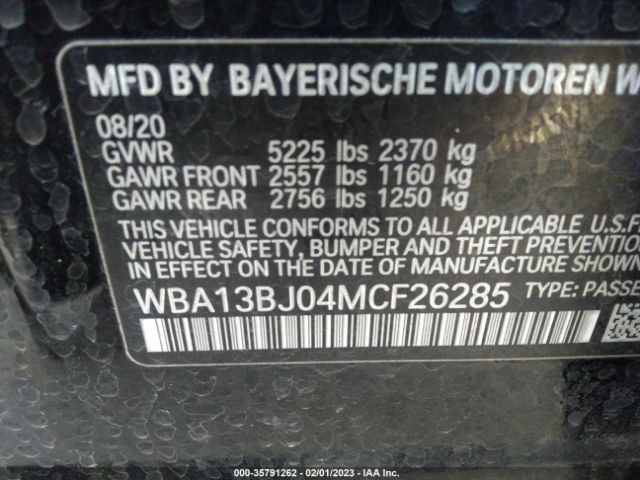 MFD BY BAYERISCHE MOTOREN W
08/20
GVWR 5225 lbs 2370 kg
GAWR FRONT 2557 lbs 1160 kg
GAWR REAR 2756 lbs 1250 kg
THIS VEHICLE CONFORMS TO ALL APPLICABLE U.S. FE
VEHICLE SAFETY, BUMPER AND THEFT PREVENTION
IN EFFECT ON THE DATE OF MANUFACTURE SHOWN
WBA13BJ04MCF26285 TYPE: PASSE
000-35791262 - 02/01/2023 - IAA Inc.